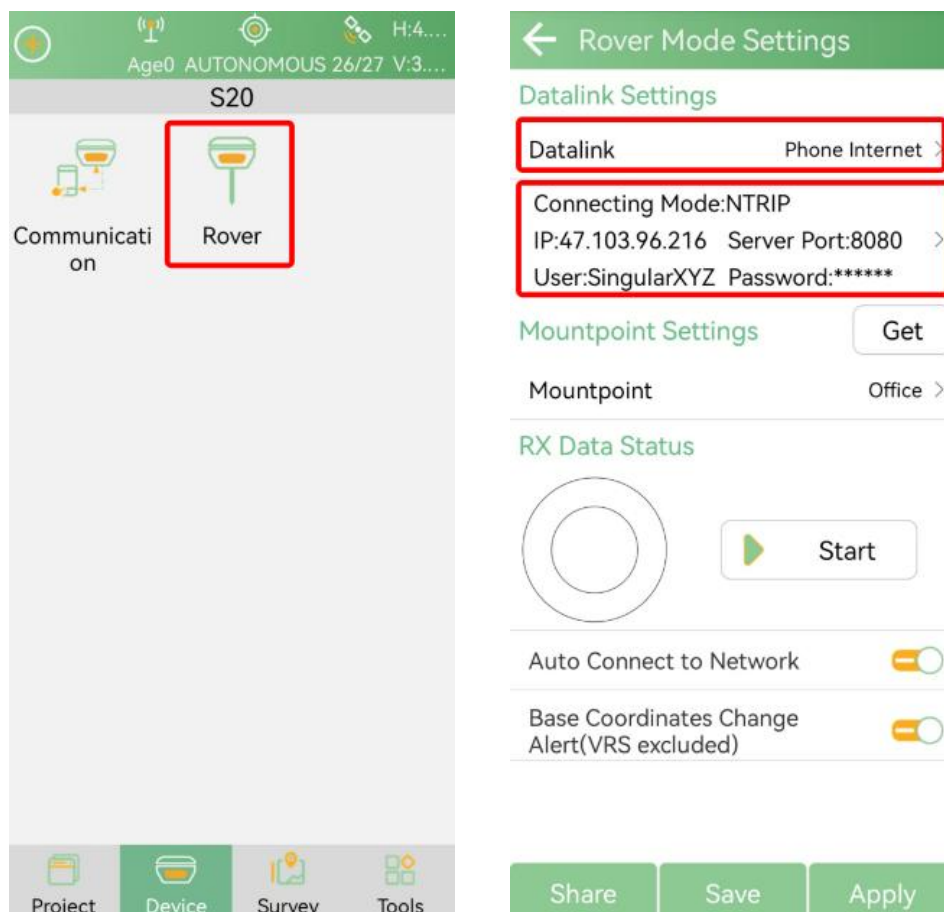 H:4....
Age0 AUTONOMOUS 26/27 V:3....
S20
Communicati
on
Rover
Project
Device
Survey
Tools
Rover Mode Settings
Datalink Settings
Datalink
Phone Internet
Connecting Mode:NTRIP
IP:47.103.96.216 Server Port:8080
User:SingularXYZ Password:******
Mountpoint Settings
Get
Mountpoint
Office
RX Data Status
Start
Auto Connect to Network
Base Coordinates Change
Alert(VRS excluded)
Share
Save
Apply